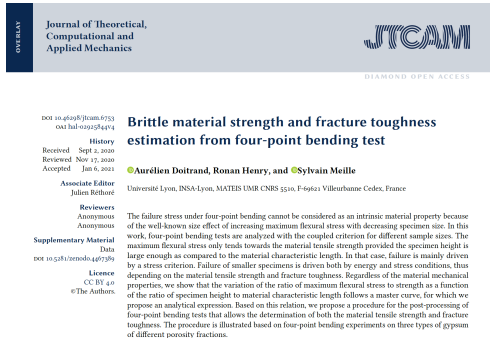 OVERLAY
Journal of Theoretical,
Computational and
Applied Mechanics
JTCAM
DIAMOND OPEN ACCESS
DOI 10.46298/jtcam.6753
OAI hal-02925844v4
History
Received Sept 2, 2020
Reviewed Nov 17, 2020
Accepted Jan 6, 2021
Associate Editor
Julien Réthoré
Reviewers
Anonymous
Anonymous
Supplementary Material
Data
DOI 10.5281/zenodo.4467389
Licence
CC BY 4.0
©The Authors.
Brittle material strength and fracture toughness
estimation from four-point bending test
Aurélien Doitrand, Ronan Henry, and Sylvain Meille
Université Lyon, INSA-Lyon, MATEIS UMR CNRS 5510, F-69621 Villeurbanne Cedex, France
The failure stress under four-point bending cannot be considered as an intrinsic material property because
of the well-known size effect of increasing maximum flexural stress with decreasing specimen size. In this
work, four-point bending tests are analyzed with the coupled criterion for different sample sizes. The
maximum flexural stress only tends towards the material tensile strength provided the specimen height is
large enough as compared to the material characteristic length. In that case, failure is mainly driven
by a stress criterion. Failure of smaller specimens is driven both by energy and stress conditions, thus
depending on the material tensile strength and fracture toughness. Regardless of the material mechanical
properties, we show that the variation of the ratio of maximum flexural stress to strength as a function
of the ratio of specimen height to material characteristic length follows a master curve, for which we
propose an analytical expression. Based on this relation, we propose a procedure for the post-processing of
four-point bending tests that allows the determination of both the material tensile strength and fracture
toughness. The procedure is illustrated based on four-point bending experiments on three types of gypsum
of different porosity fractions.